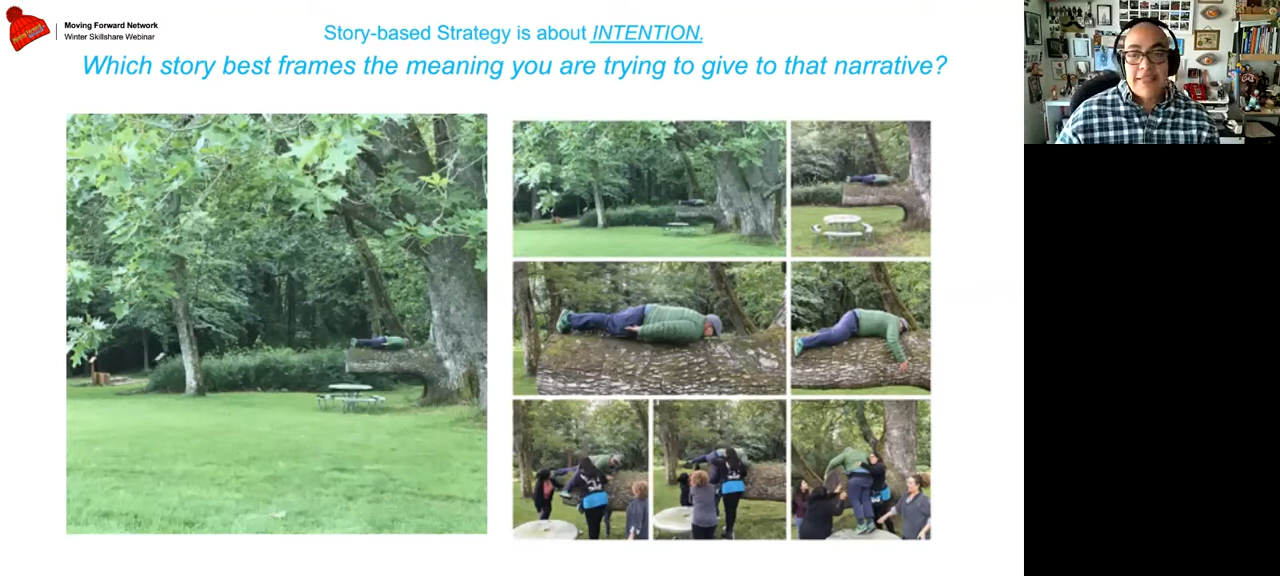 Moving Forward Network
Winter Skillshare Webinar
Story-based Strategy is about INTENTION.
Which story best frames the meaning you are trying to give to that narrative?